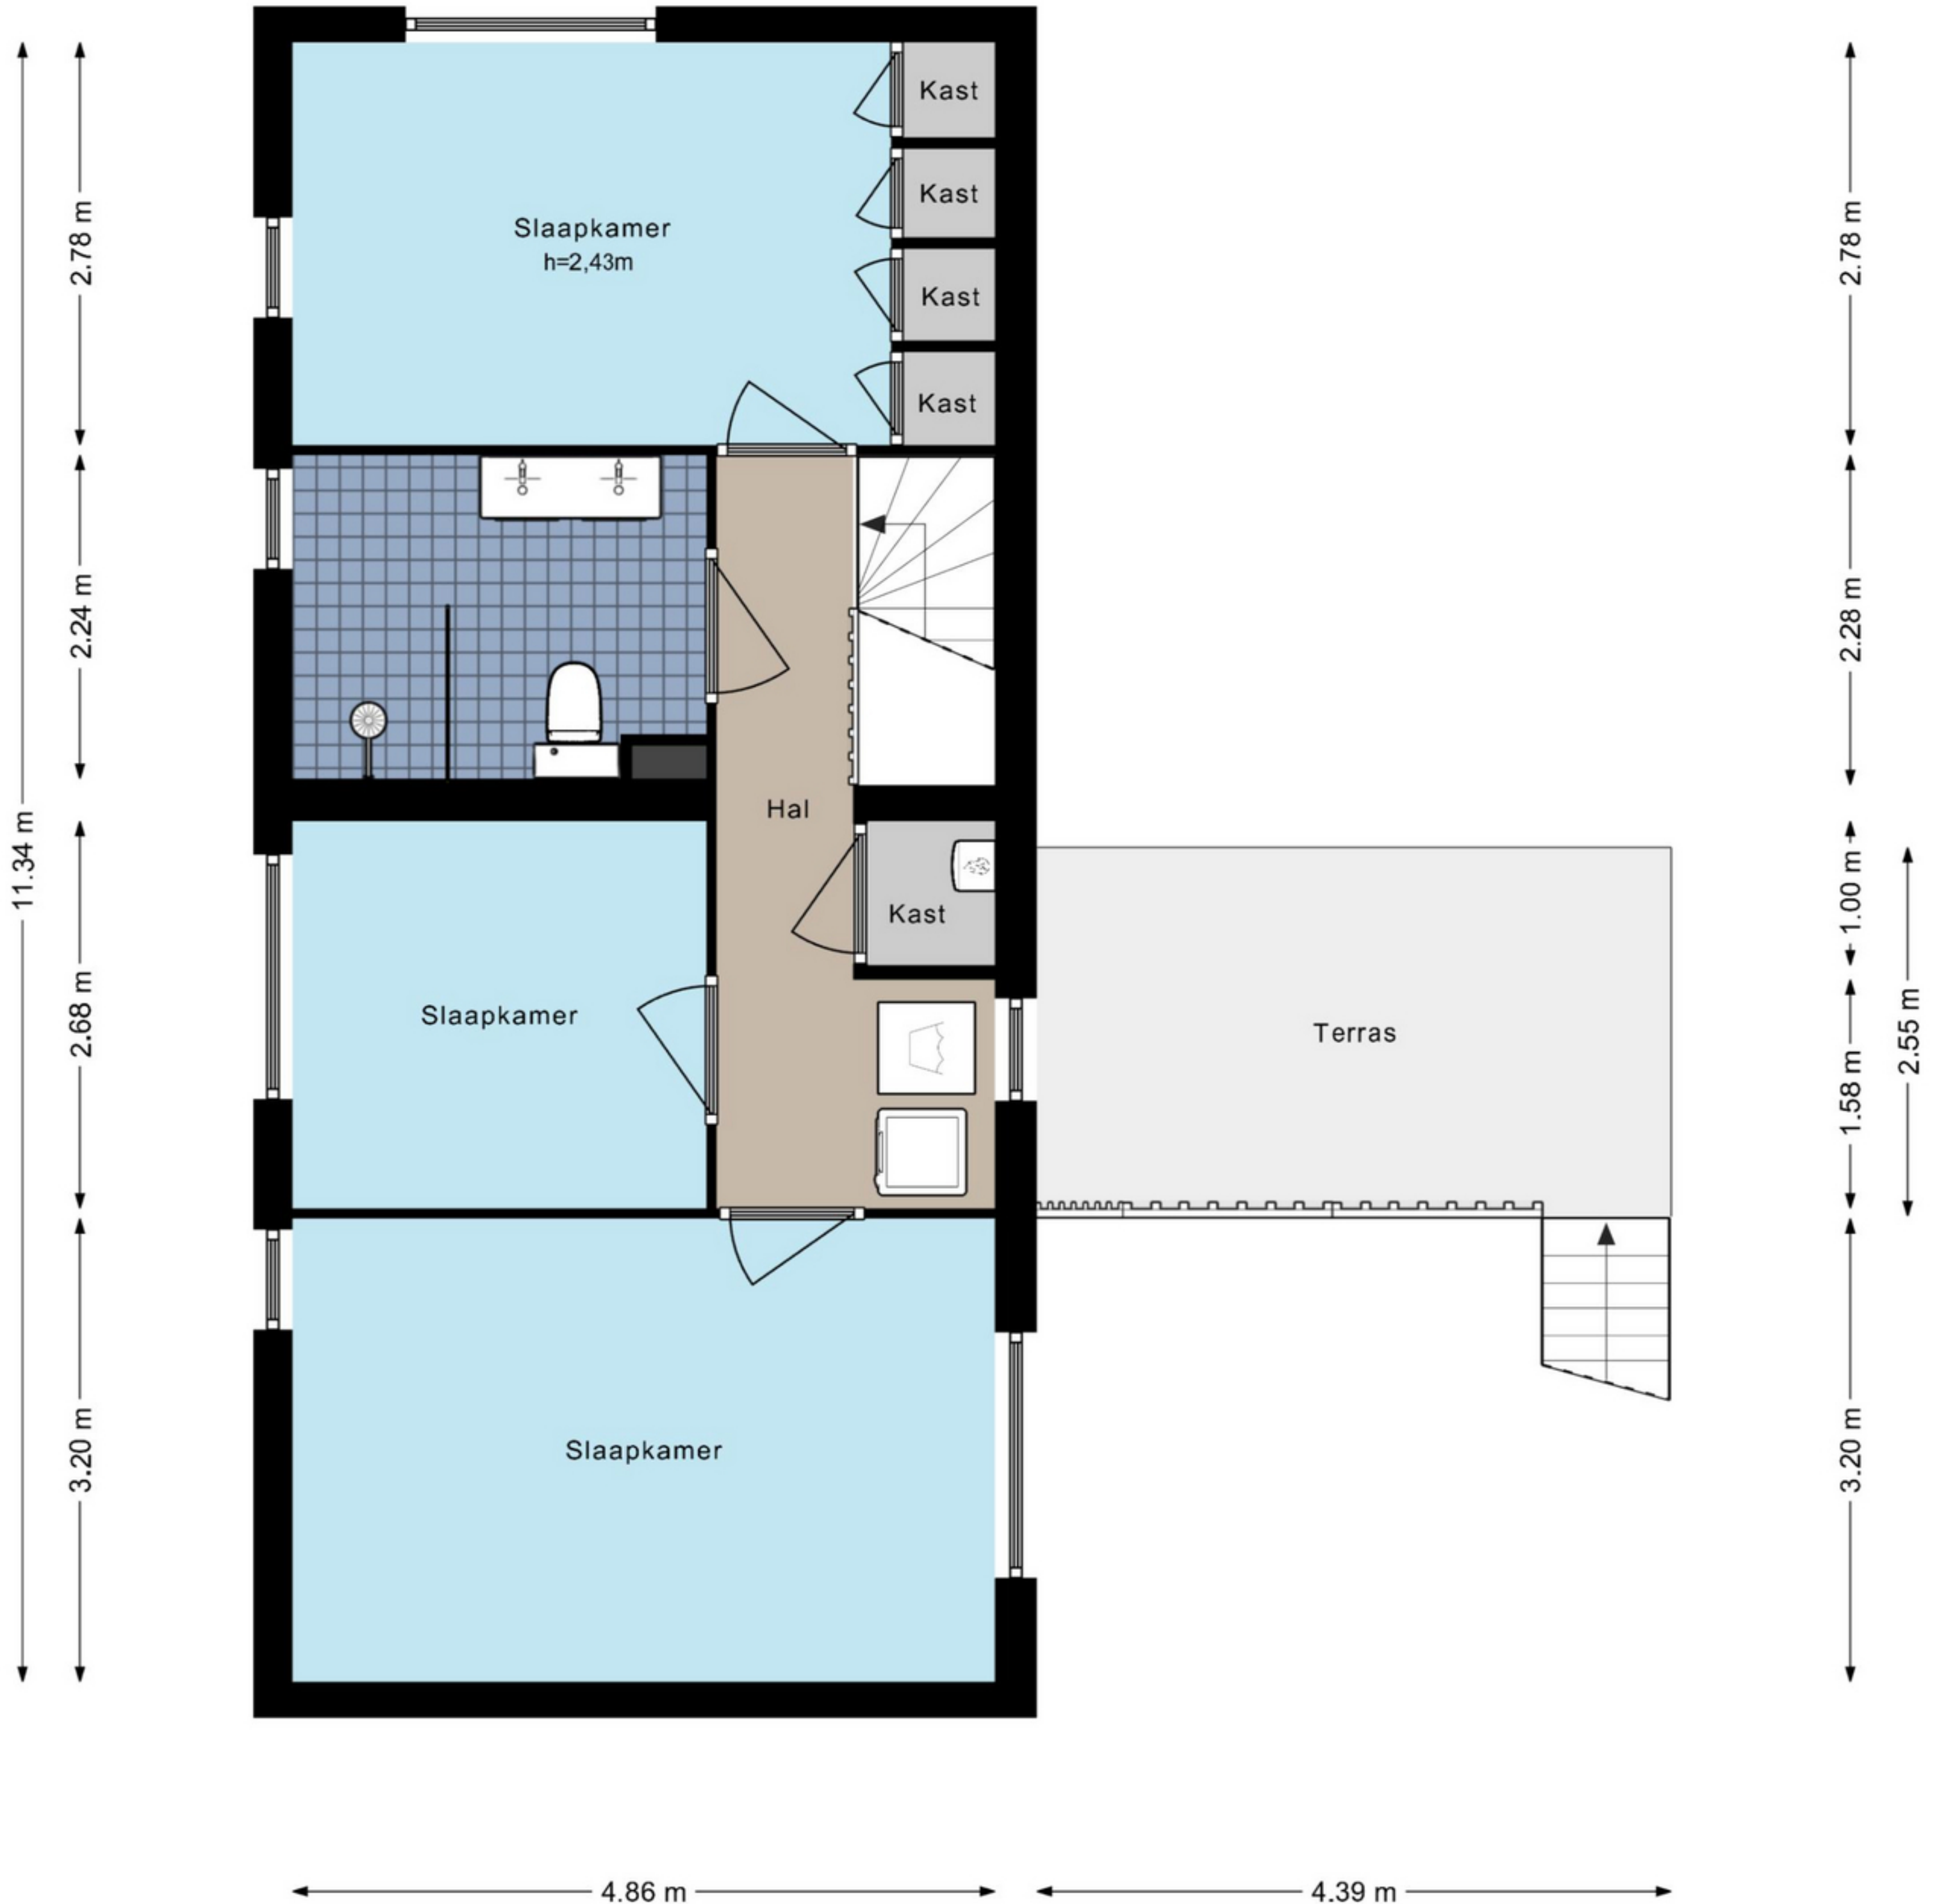 Kast
Kast
Slaapkamer
h=2,43m
Kast
Kast
2.78 m
2.78 m
2.24 m
2.28 m
Hal
11.34 m
Kast
1.00 m
2.68 m
Slaapkamer
Terras
2.55 m
1.58 m
Slaapkamer
3.20 m
3.20 m
4.86 m
4.39 m